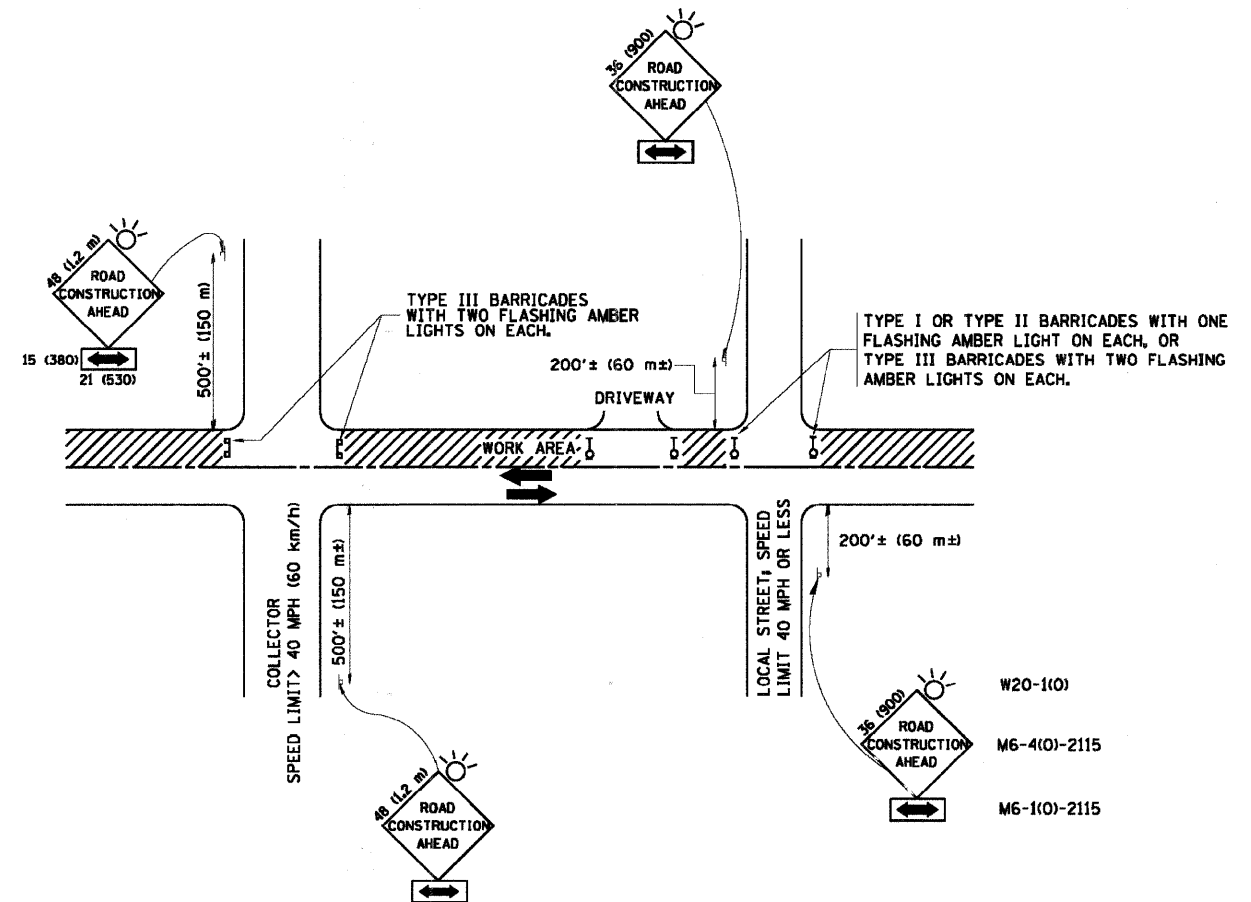 36 (900)
ROAD
CONSTRUCTION
AHEAD
48 (1.2 m)
ROAD
CONSTRUCTION
AHEAD
15 (380)
21 (530)
500'± (150 m)
TYPE III BARRICADES
WITH TWO FLASHING AMBER
LIGHTS ON EACH.
200'± (60 m±)
DRIVEWAY
TYPE I OR TYPE II BARRICADES WITH ONE
FLASHING AMBER LIGHT ON EACH, OR
TYPE III BARRICADES WITH TWO FLASHING
AMBER LIGHTS ON EACH.
WORK AREA
COLLECTOR
SPEED LIMIT> 40 MPH (60 km/h)
500'± (150 m±)
LOCAL STREET; SPEED
LIMIT 40 MPH OR LESS
200'± (60 m±)
36 (900)
ROAD
CONSTRUCTION
AHEAD
W20-1(O)
M6-4(O)-2115
M6-1(O)-2115
48 (1.2 m)
ROAD
CONSTRUCTION
AHEAD